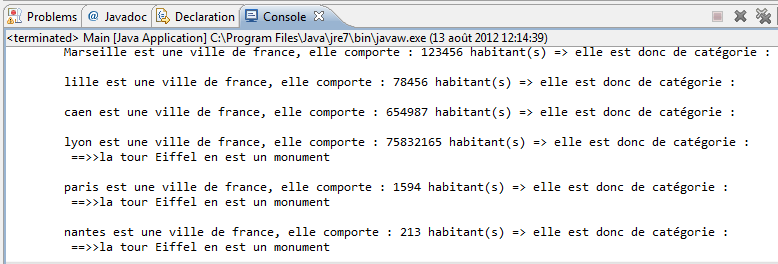 Problems @ Javadoc Declaration Console
<terminated> Main [Java Application] C:\Program Files\Java\jre7\bin\javaw.exe (13 août 2012 12:14:39)
Marseille est une ville de france, elle comporte : 123456 habitant(s) => elle est donc de catégorie :
lille est une ville de france, elle comporte : 78456 habitant(s) => elle est donc de catégorie :
caen est une ville de france, elle comporte : 654987 habitant(s) => elle est donc de catégorie :
lyon est une ville de france, elle comporte : 75832165 habitant(s) => elle est donc de catégorie :
==>>la tour Eiffel en est un monument
paris est une ville de france, elle comporte : 1594 habitant(s) => elle est donc de catégorie :
==>>la tour Eiffel en est un monument
nantes est une ville de france, elle comporte : 213 habitant(s) => elle est donc de catégorie :
==>>la tour Eiffel en est un monument